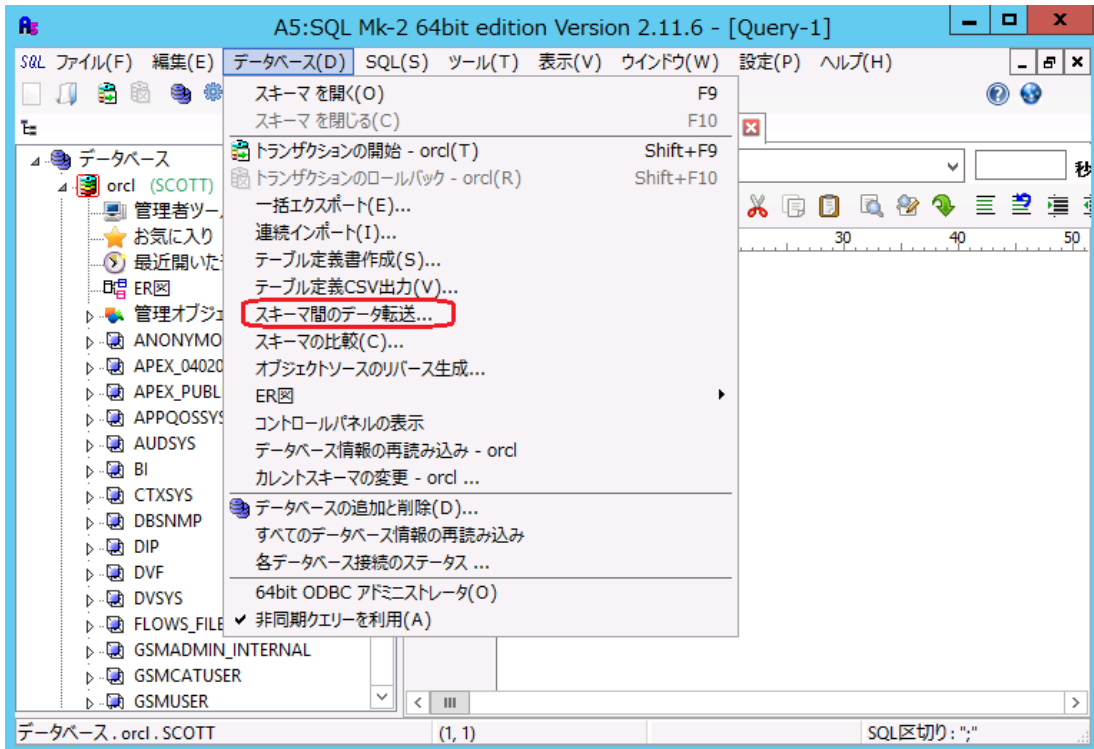 A5:SQL Mk-2 64bit edition Version 2.11.6 - [Query-1]
SQL ファイル(F) 編集(E) データベース(D) SQL(S) ツール(T) 表示(V) ウインドウ(W) 設定(P) ヘルプ(H)
スキーマ を開く(O) F9
スキーマ を閉じる(C) F10
トランザクションの開始 - orcl(T) Shift+F9
トランザクションのロールバック - orcl(R) Shift+F10
一括エクスポート(E)...
連続インポート(I)...
テーブル定義書作成(S)...
テーブル定義CSV出力(V)...
スキーマ間のデータ転送...
スキーマの比較(C)...
オブジェクトソースのリバース生成...
ER図
コントロールパネルの表示
データベース情報の再読み込み - orcl
カレントスキーマの変更 - orcl ...
データベースの追加と削除(D)...
すべてのデータベース情報の再読み込み
各データベース接続のステータス ...
64bit ODBC アドミニストレータ(O)
非同期クエリーを利用(A)
データベース
orcl (SCOTT)
管理者ツー
お気に入り
最近開いた
ER図
管理オブジェ
ANONYMO
APEX_04020
APEX_PUBL
APPQOSSYS
AUDSYS
BI
CTXSYS
DBSNMP
DIP
DVF
DVSYS
FLOWS_FILE
GSMADMIN_INTERNAL
GSMCATUSER
GSMUSER
秒
30 40 50
データベース . orcl . SCOTT (1, 1) SQL区切り : ";"